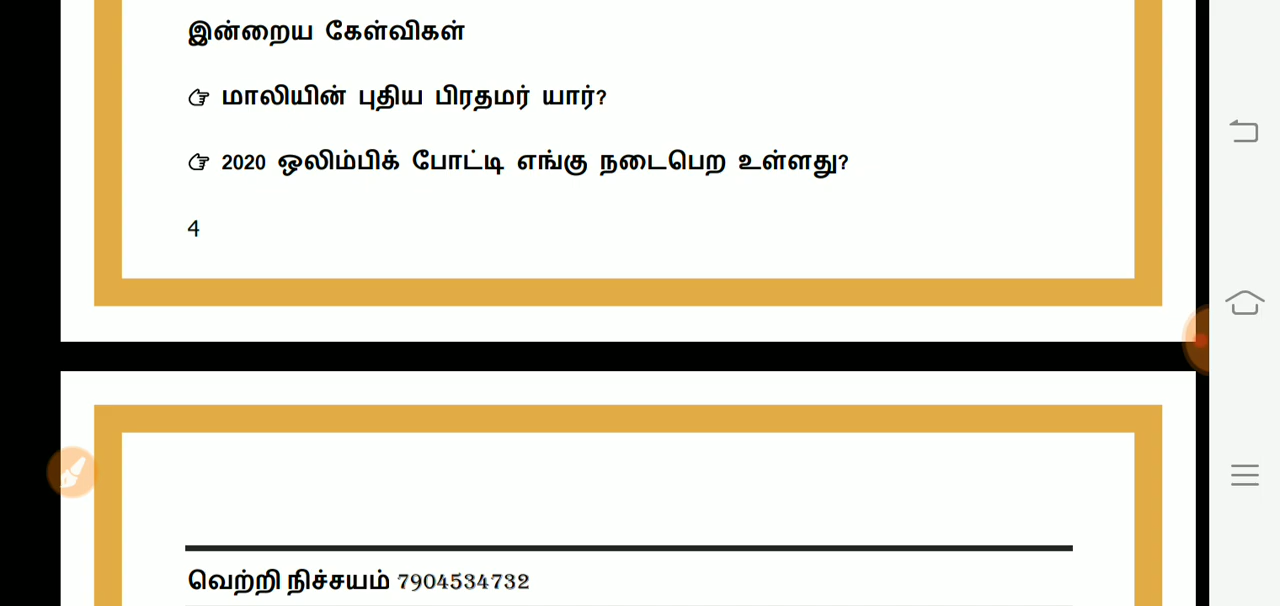 இன்றைய கேள்விகள்
☞ மாலியின் புதிய பிரதமர் யார்?
☞ 2020 ஒலிம்பிக் போட்டி எங்கு நடைபெற உள்ளது?
4
வெற்றி நிச்சயம் 7904534732